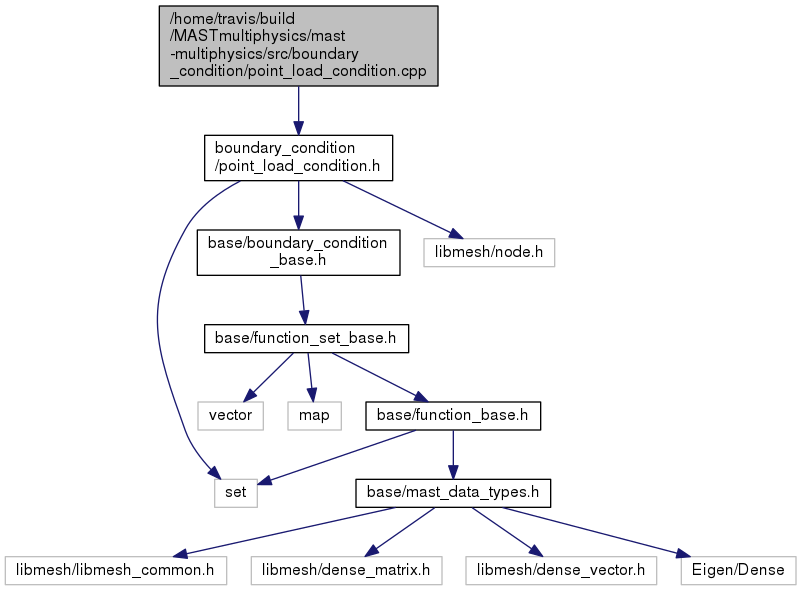 /home/travis/build
/MASTmultiphysics/mast
-multiphysics/src/boundary
_condition/point_load_condition.cpp
boundary_condition
/point_load_condition.h
base/boundary_condition
_base.h
libmesh/node.h
base/function_set_base.h
vector
map
base/function_base.h
set
base/mast_data_types.h
libmesh/libmesh_common.h
libmesh/dense_matrix.h
libmesh/dense_vector.h
Eigen/Dense